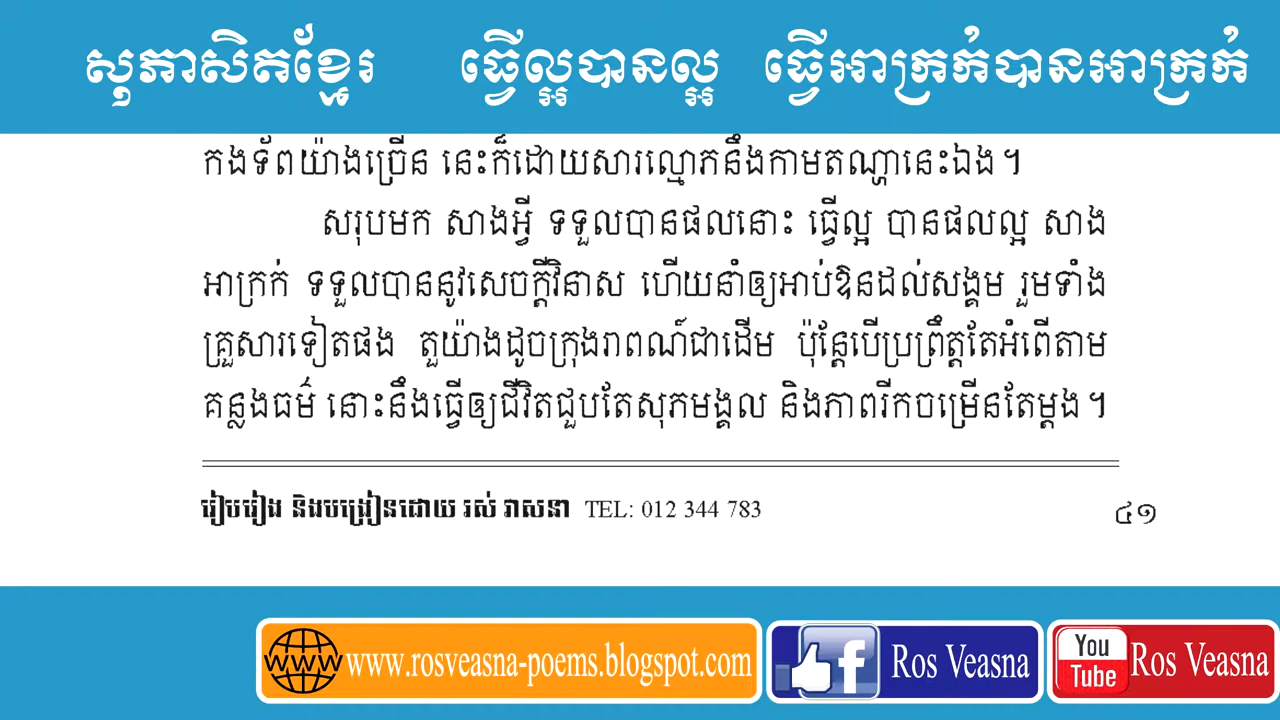 សុភាសិតខ្មែរ ធ្វើល្អបានល្អ ធ្វើអាក្រក់បានអាក្រក់
កងទ័ពយ៉ាងច្រើន នេះក៏ដោយសារល្មោភនឹងកាមតណ្ហានេះឯង។
សរុបមក សាងអ្វី ទទួលបានផលនោះ ធ្វើល្អ បានផលល្អ សាង
អាក្រក់ ទទួលបាននូវសេចក្ដីវិនាស ហើយនាំឲ្យអាប់ឱនដល់សង្គម រួមទាំង
គ្រួសារទៀតផង តួយ៉ាងដូចក្រុងរាពណ៍ជាដើម ប៉ុន្តែបើប្រព្រឹត្តតែអំពើតាម
គន្លងធម៌ នោះនឹងធ្វើឲ្យជីវិតជួបតែសុភមង្គល និងភាពរីកចម្រើនតែម្ដង។
រៀបរៀង និងបង្រៀនដោយ រស់ វាសនា TEL: 012 344 783
៤១
www.rosveasna-poems.blogspot.com
f Ros Veasna
You Tube Ros Veasna